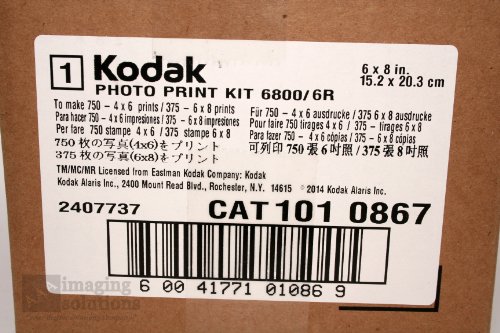 1 Kodak
6 x 8 in.
15.2 x 20.3 cm
PHOTO PRINT KIT 6800/6R
To make 750 - 4 x 6 prints / 375 - 6 x 8 prints
Para hacer 750 - 4 x 6 impresiones / 375 - 6 x 8 impresiones
Per fare 750 stampe 4 x 6 / 375 stampe 6 x 8
750 枚の写真(4x6)をプリント
375 枚の写真(6x8)をプリント
Für 750 - 4 x 6 ausdrucke / 375 6 x 8 ausdrucke
Pour faire 750 tirages 4 x 6 / 375 tirages - 6 x 8
Para fazer 750 - 4 x 6 cópias / 375 - 6 x 8 cópias
可列印 750 張 6 吋照 / 375 張 8 吋照
TM/MC/MR Licensed from Eastman Kodak Company: Kodak
Kodak Alaris Inc., 2400 Mount Read Blvd., Rochester, N.Y. 14615 ©2014 Kodak Alaris Inc.
2407737 CAT 101 0867
6 00 41771 01086 9
imaging
solutions